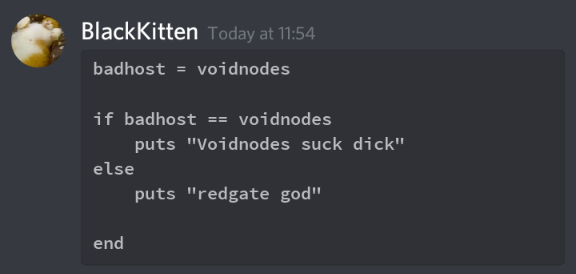 BlackKitten Today at 11:54
badhost = voidnodes
if badhost == voidnodes
    puts "Voidnodes suck dick"
else
    puts "redgate god"
end